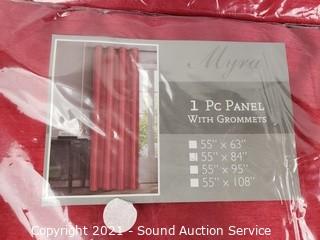 Myra
1 Pc Panel
With Grommets
55" x 63"
55" x 84"
55" x 95"
55" x 108"
Copyright 2021 - Sound Auction Service